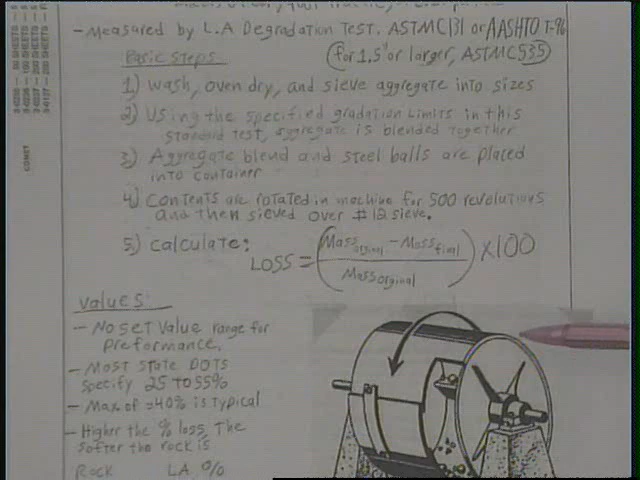 - Measured by L.A Degradation Test. ASTM C131 or AASHTO T-96
Basic Steps
(for 1.5" or larger, ASTM C535)
1.) Wash, oven dry, and sieve aggregate into sizes
2.) Using the specified gradation limits in this
standard test, aggregate is blended together
3.) Aggregate blend and steel balls are placed
into container
4.) Contents are rotated in machine for 500 revolutions
and then sieved over #12 sieve.
5.) Calculate:
Loss = (Mass orginal - Mass final / Mass orginal) x100
Values:
- No set value range for
preformance.
- Most state DOTS
specify 25 to 55%
- Max of ≈40% is typical
- Higher the % loss, the
softer the rock is
Rock LA %
COMET